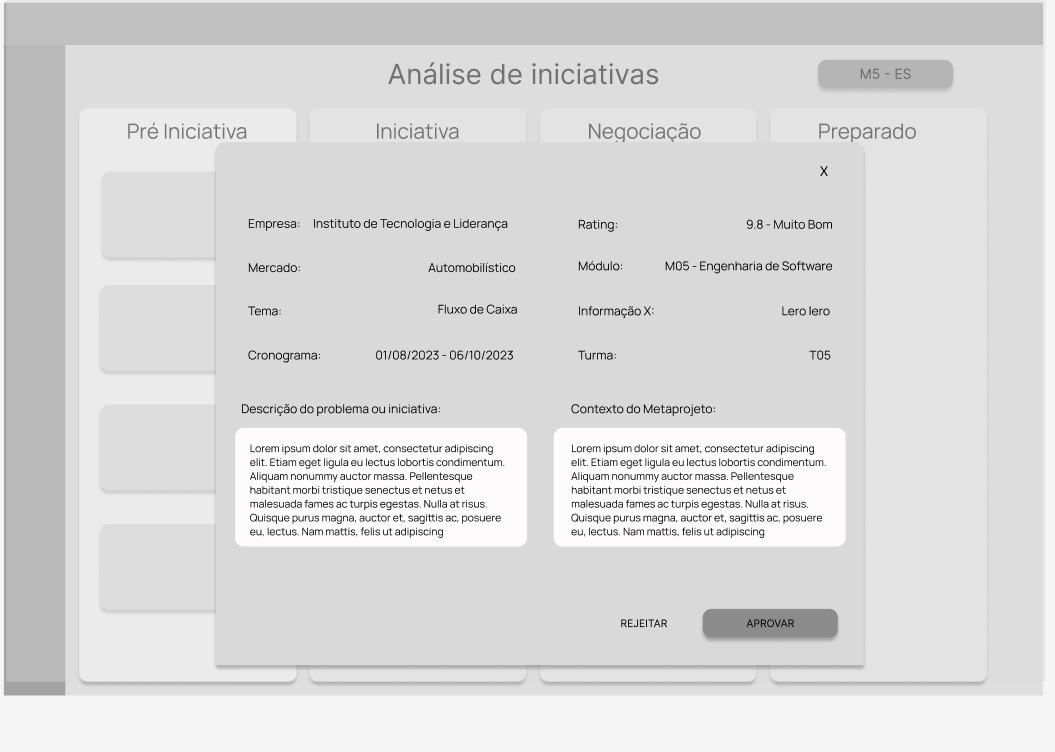 Análise de iniciativas
M5 - ES
Pré Iniciativa
Iniciativa
Negociação
Preparado
X
Empresa: Instituto de Tecnologia e Liderança
Rating: 9.8 - Muito Bom
Mercado: Automobilístico
Módulo: M05 - Engenharia de Software
Tema: Fluxo de Caixa
Informação X: Lero lero
Cronograma: 01/08/2023 - 06/10/2023
Turma: T05
Descrição do problema ou iniciativa:
Lorem ipsum dolor sit amet, consectetur adipiscing
elit. Etiam eget ligula eu lectus lobortis condimentum.
Aliquam nonummy auctor massa. Pellentesque
habitant morbi tristique senectus et netus et
malesuada fames ac turpis egestas. Nulla at risus.
Quisque purus magna, auctor et, sagittis ac, posuere
eu, lectus. Nam mattis, felis ut adipiscing
Contexto do Metaprojeto:
Lorem ipsum dolor sit amet, consectetur adipiscing
elit. Etiam eget ligula eu lectus lobortis condimentum.
Aliquam nonummy auctor massa. Pellentesque
habitant morbi tristique senectus et netus et
malesuada fames ac turpis egestas. Nulla at risus.
Quisque purus magna, auctor et, sagittis ac, posuere
eu, lectus. Nam mattis, felis ut adipiscing
REJEITAR
APROVAR